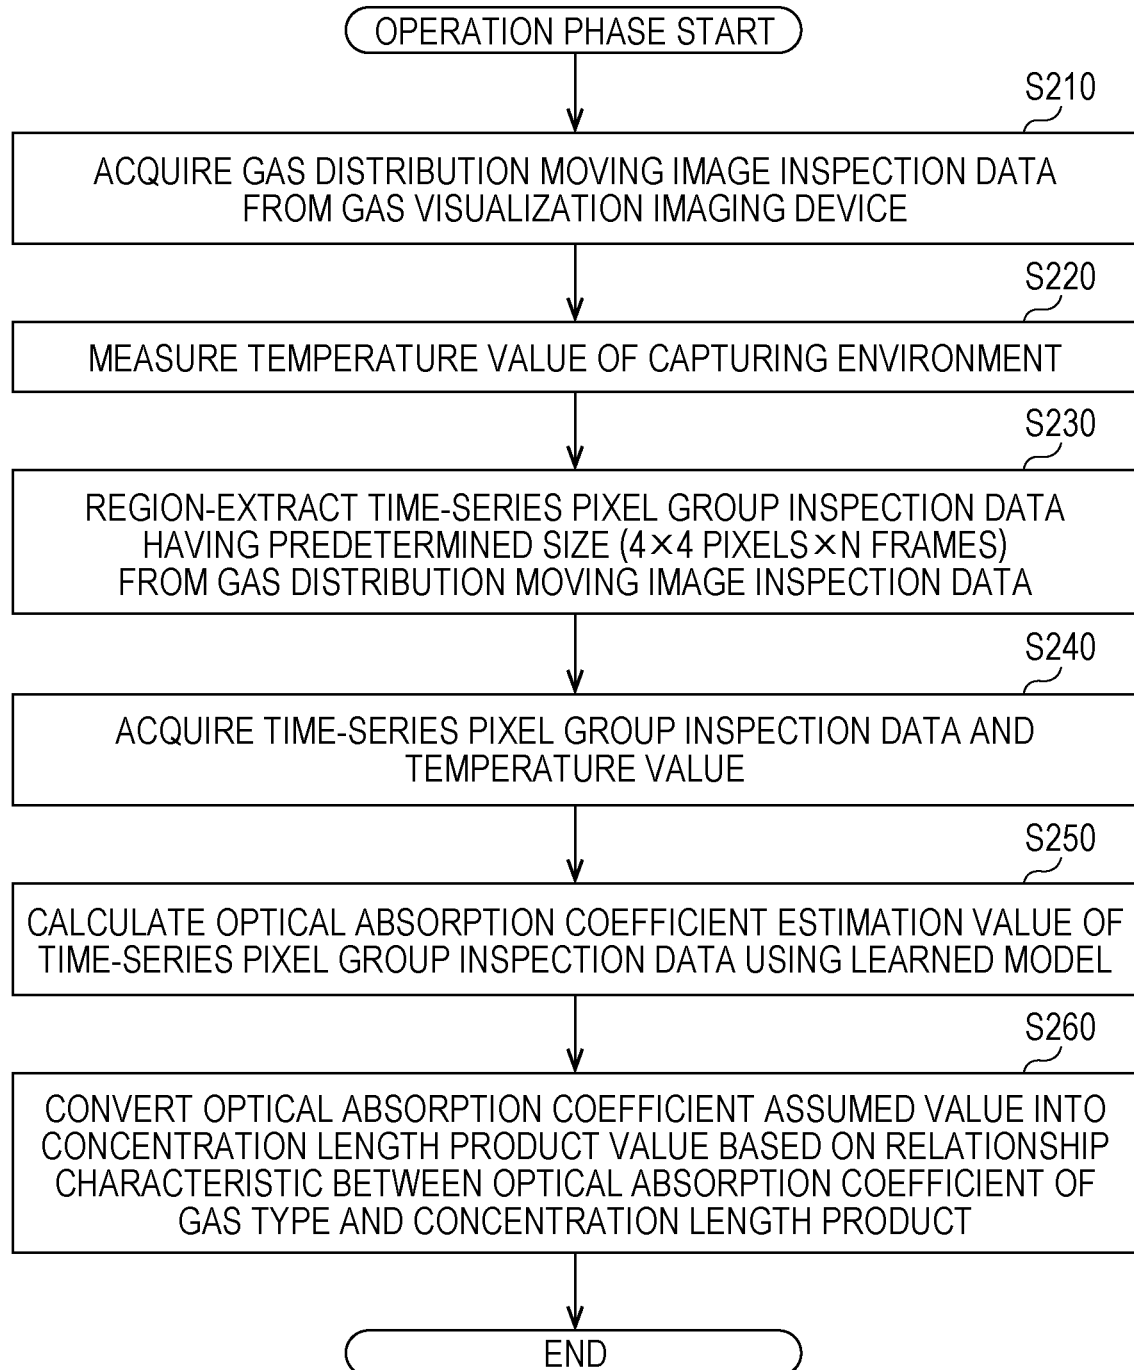 OPERATION PHASE START
S210
ACQUIRE GAS DISTRIBUTION MOVING IMAGE INSPECTION DATA
FROM GAS VISUALIZATION IMAGING DEVICE
S220
MEASURE TEMPERATURE VALUE OF CAPTURING ENVIRONMENT
S230
REGION-EXTRACT TIME-SERIES PIXEL GROUP INSPECTION DATA
HAVING PREDETERMINED SIZE (4×4 PIXELS×N FRAMES)
FROM GAS DISTRIBUTION MOVING IMAGE INSPECTION DATA
S240
ACQUIRE TIME-SERIES PIXEL GROUP INSPECTION DATA AND
TEMPERATURE VALUE
S250
CALCULATE OPTICAL ABSORPTION COEFFICIENT ESTIMATION VALUE OF
TIME-SERIES PIXEL GROUP INSPECTION DATA USING LEARNED MODEL
S260
CONVERT OPTICAL ABSORPTION COEFFICIENT ASSUMED VALUE INTO
CONCENTRATION LENGTH PRODUCT VALUE BASED ON RELATIONSHIP
CHARACTERISTIC BETWEEN OPTICAL ABSORPTION COEFFICIENT OF
GAS TYPE AND CONCENTRATION LENGTH PRODUCT
END